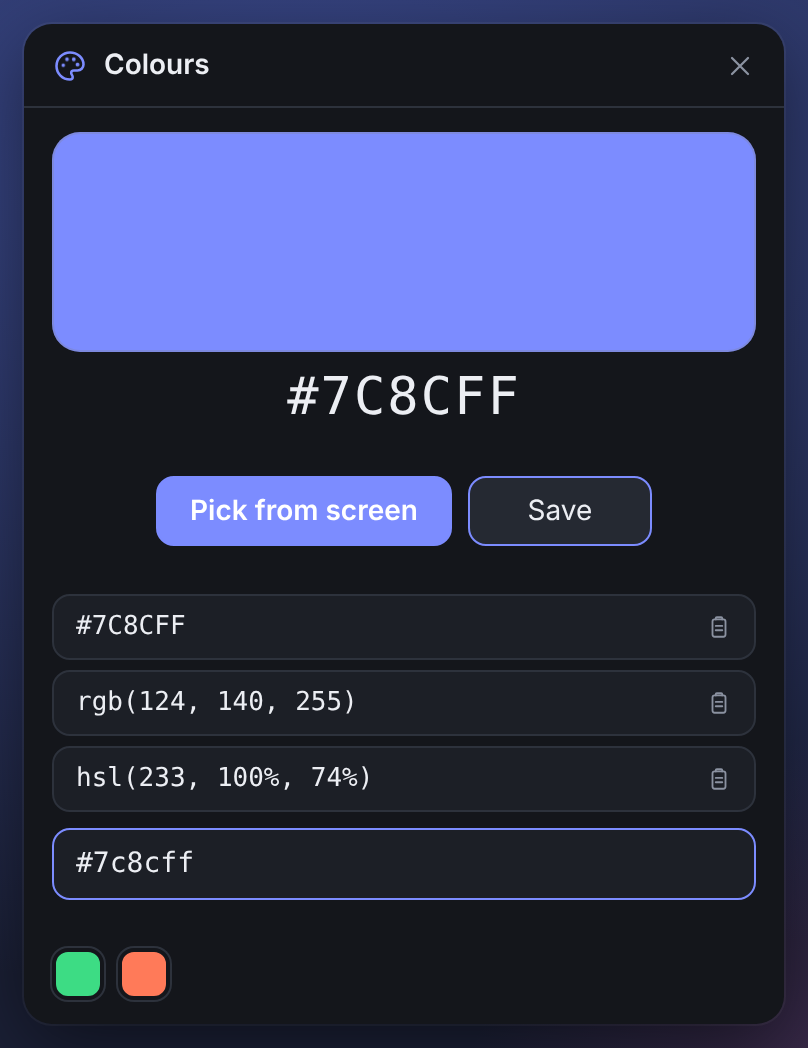 Colours
#7C8CFF
Pick from screen
Save
#7C8CFF
rgb(124, 140, 255)
hsl(233, 100%, 74%)
#7c8cff